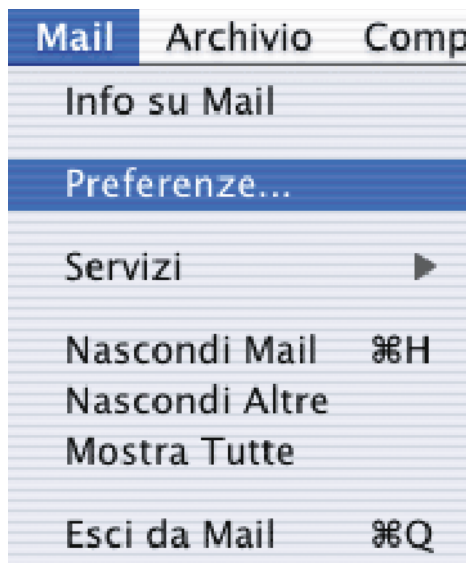 Mail Archivio Comp
Info su Mail
Preferenze...
Servizi
Nascondi Mail ⌘H
Nascondi Altre
Mostra Tutte
Esci da Mail ⌘Q